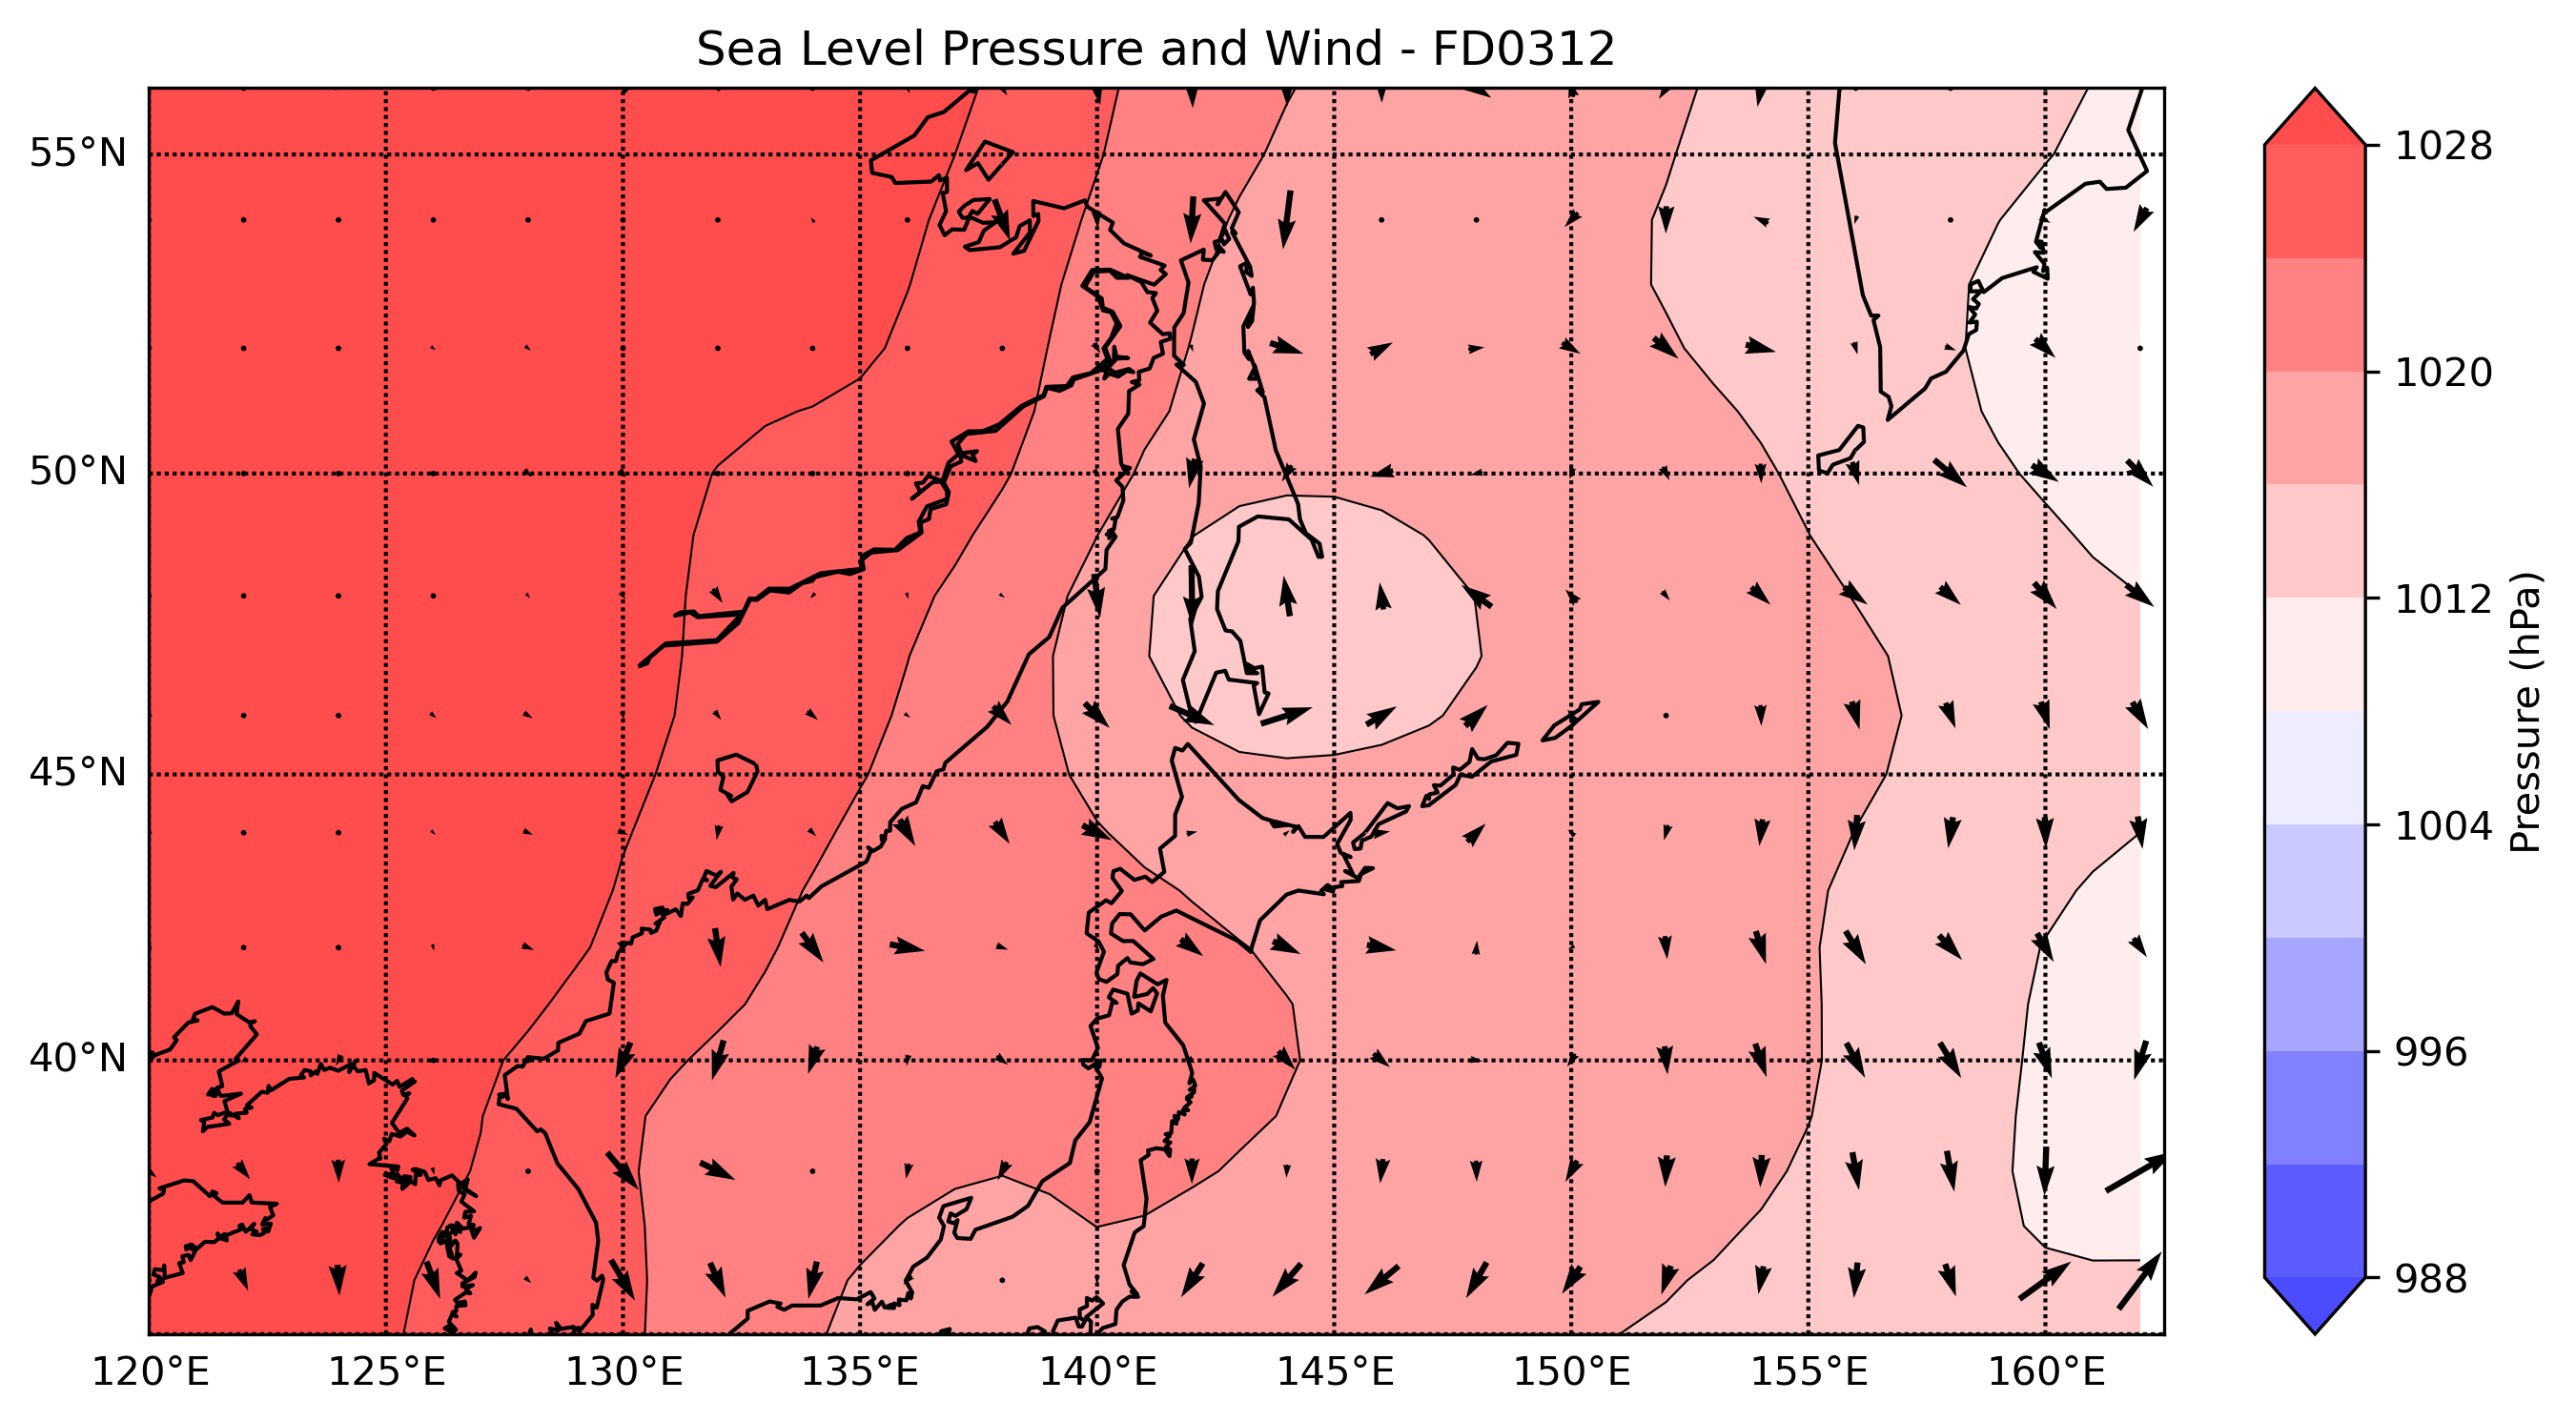 Sea Level Pressure and Wind - FD0312
55°N
50°N
45°N
40°N
120°E 125°E 130°E 135°E 140°E 145°E 150°E 155°E 160°E
1028
1020
1012
1004
996
988
Pressure (hPa)